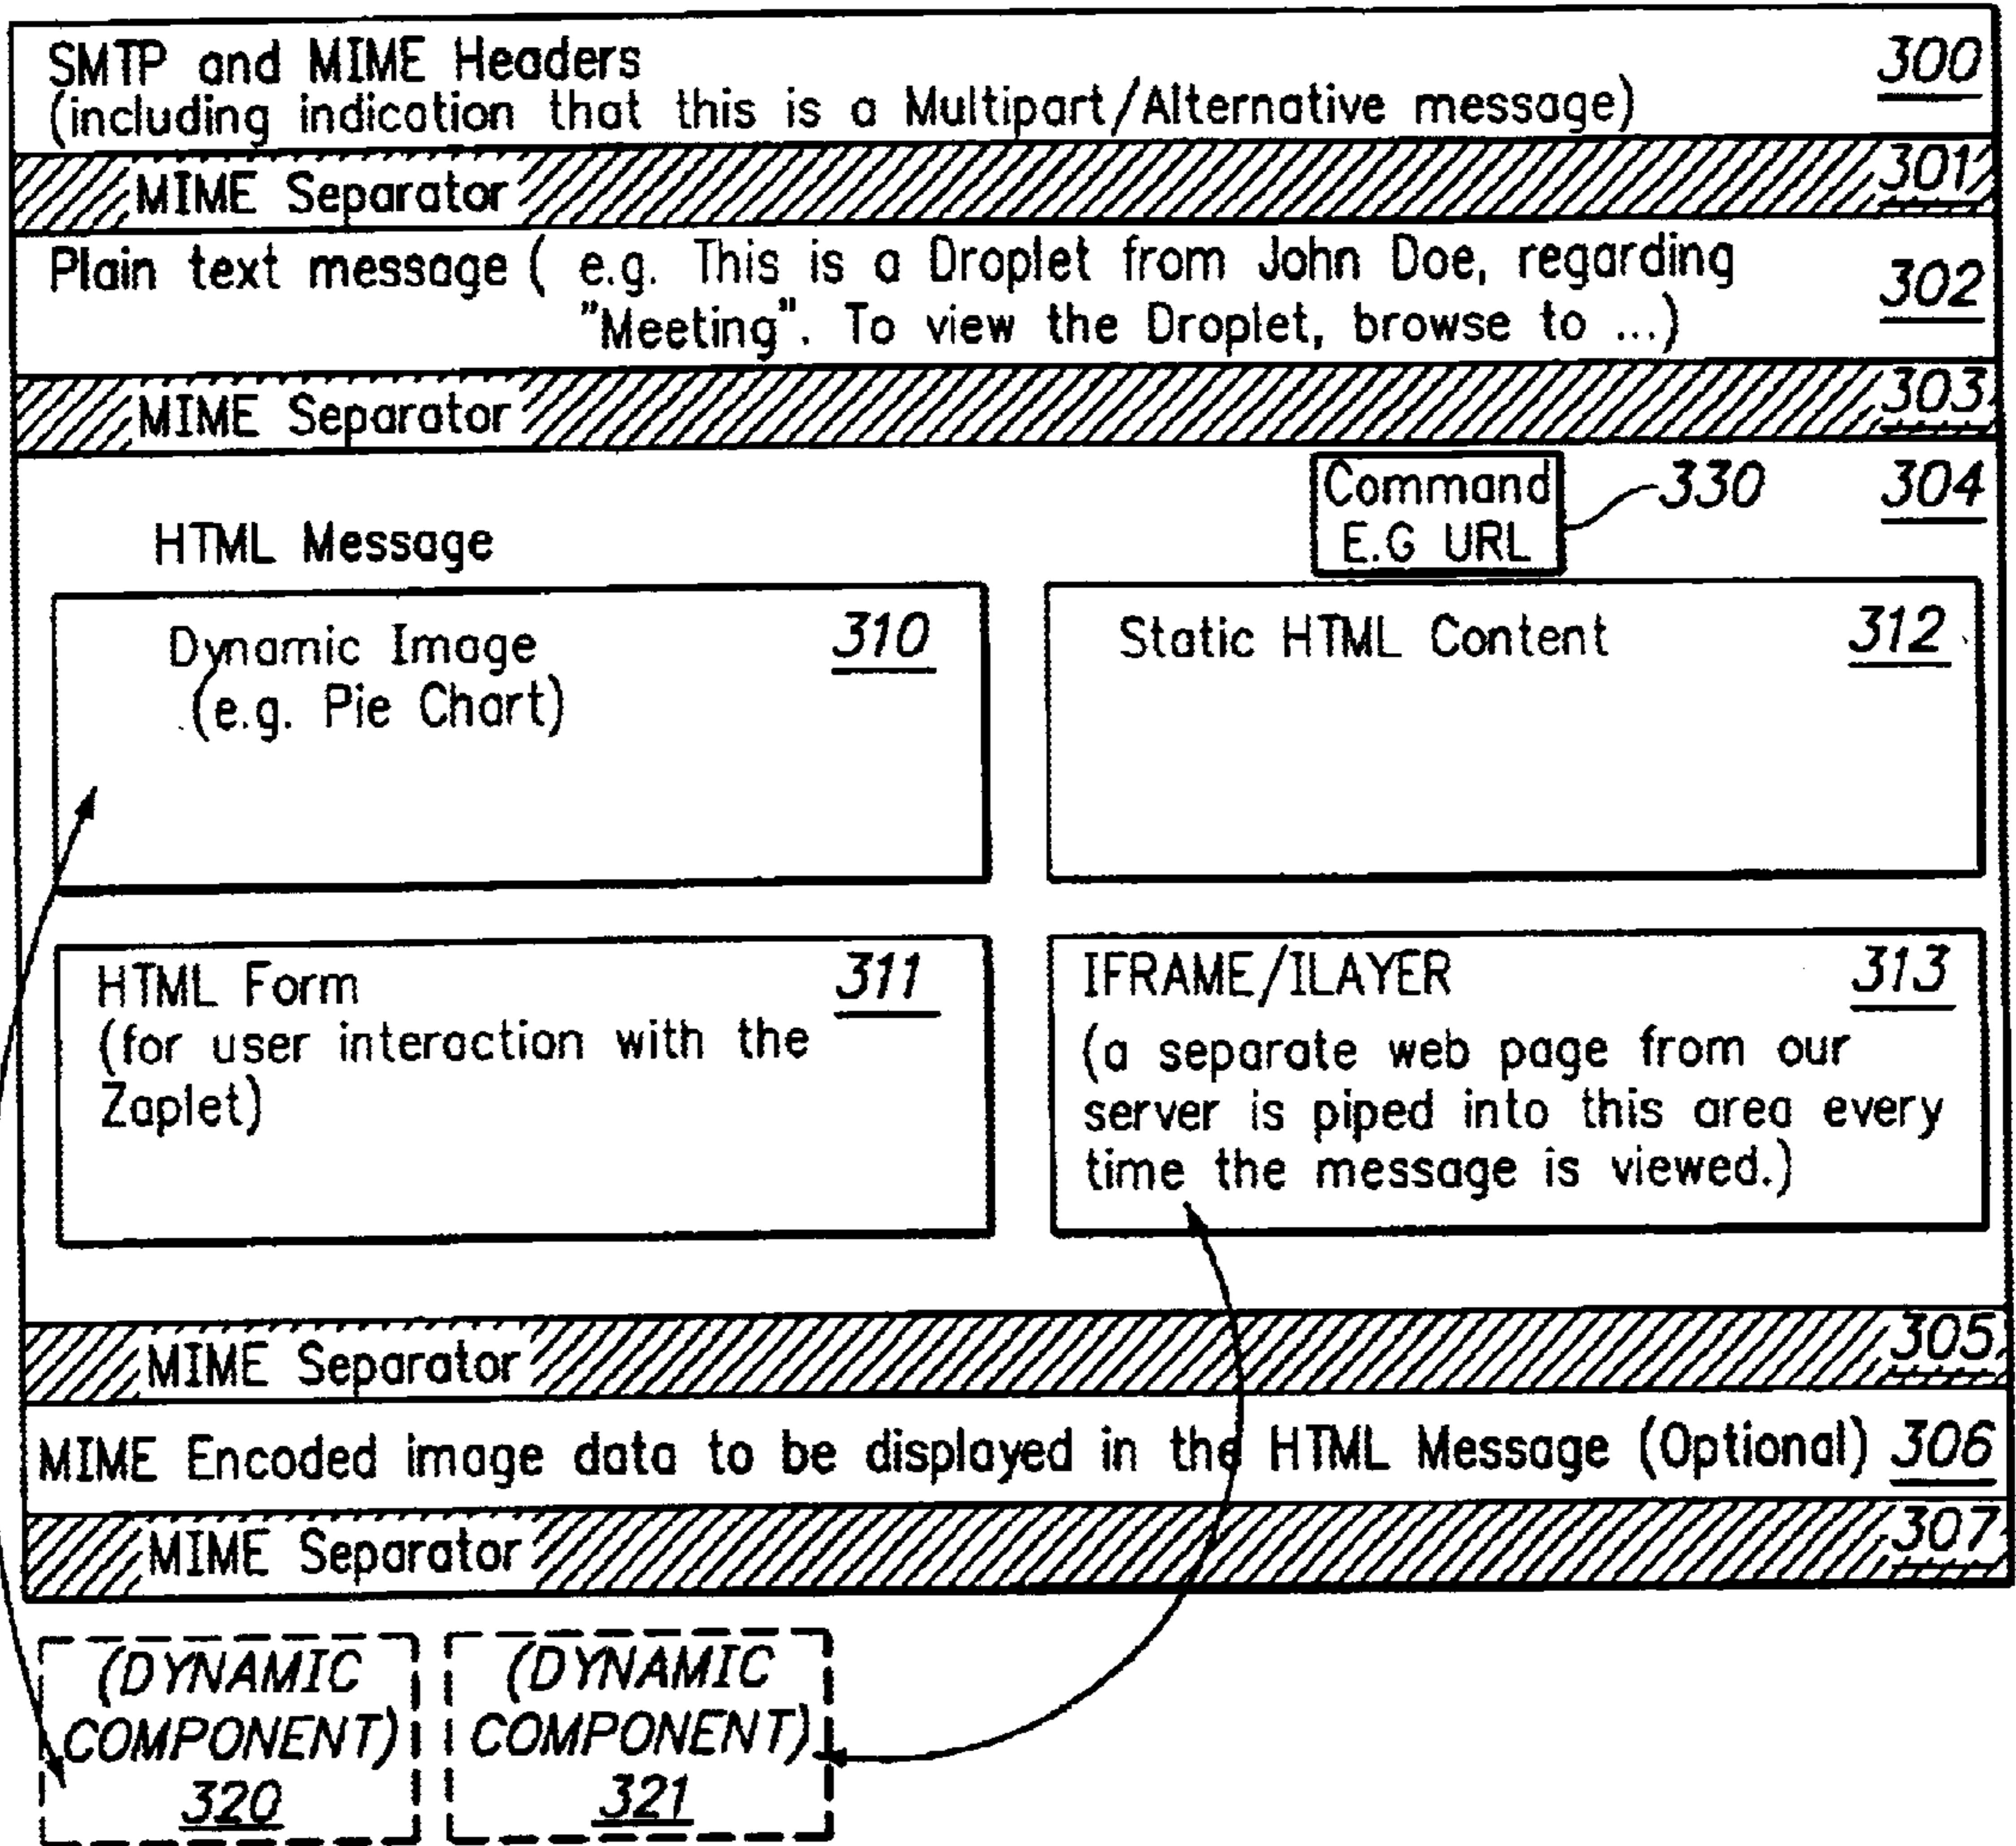 SMTP and MIME Headers 300
(including indication that this is a Multipart/Alternative message)
MIME Separator 301
Plain text message ( e.g. This is a Droplet from John Doe, regarding
"Meeting". To view the Droplet, browse to ...) 302
MIME Separator 303
Command 330 304
E.G URL
HTML Message
Dynamic Image 310
(e.g. Pie Chart)
Static HTML Content 312
HTML Form 311
(for user interaction with the
Zaplet)
IFRAME/ILAYER 313
(a separate web page from our
server is piped into this area every
time the message is viewed.)
MIME Separator 305
MIME Encoded image data to be displayed in the HTML Message (Optional) 306
MIME Separator 307
(DYNAMIC
COMPONENT)
320
(DYNAMIC
COMPONENT)
321